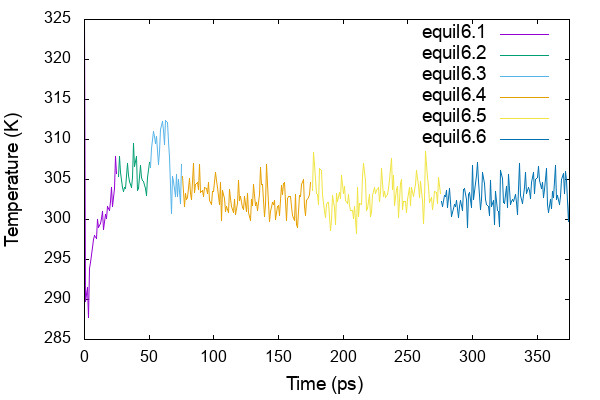 Temperature (K)
325
320
315
310
305
300
295
290
285
equil6.1
equil6.2
equil6.3
equil6.4
equil6.5
equil6.6
0 50 100 150 200 250 300 350
Time (ps)